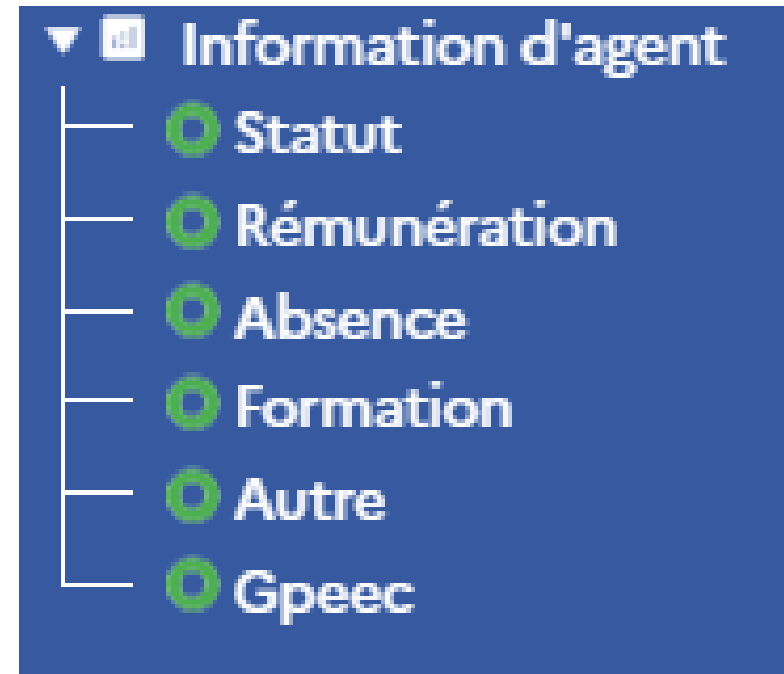 Information d'agent
Statut
Rémunération
Absence
Formation
Autre
Gpeec